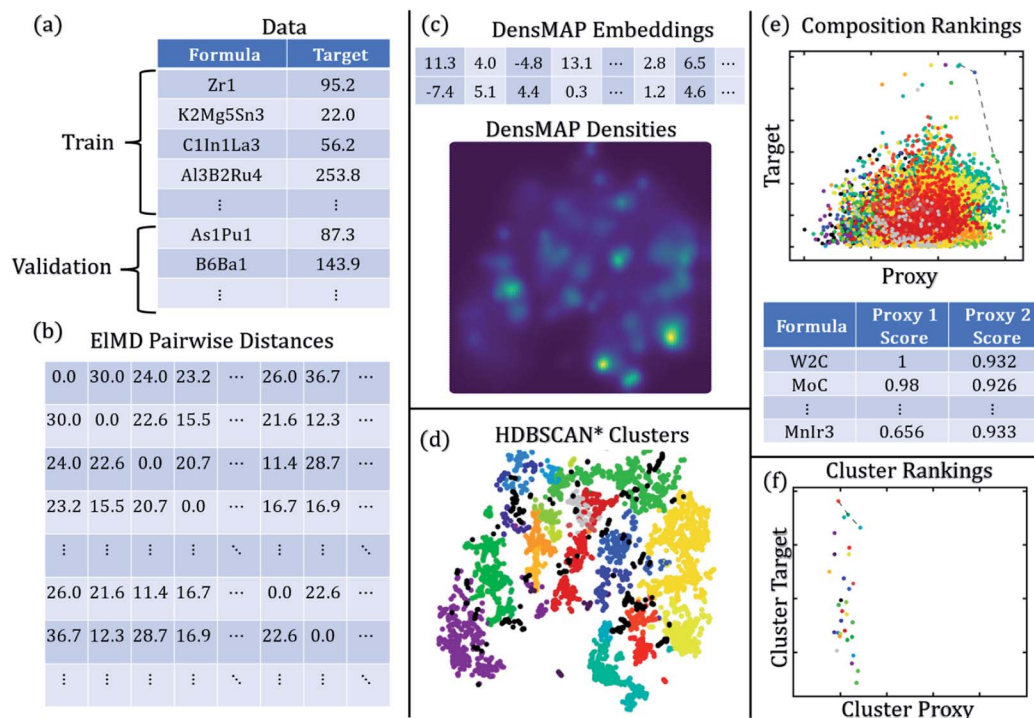 (a)
Data
Formula Target
Train
Zr1 95.2
K2Mg5Sn3 22.0
C1In1La3 56.2
Al3B2Ru4 253.8
⋮ ⋮
Validation
As1Pu1 87.3
B6Ba1 143.9
⋮ ⋮
(b)
ElMD Pairwise Distances
0.0 30.0 24.0 23.2 ⋯ 26.0 36.7 ⋯
30.0 0.0 22.6 15.5 ⋯ 21.6 12.3 ⋯
24.0 22.6 0.0 20.7 ⋯ 11.4 28.7 ⋯
23.2 15.5 20.7 0.0 ⋯ 16.7 16.9 ⋯
⋮ ⋮ ⋮ ⋮ ⋱ ⋮ ⋮ ⋱
26.0 21.6 11.4 16.7 ⋯ 0.0 22.6 ⋯
36.7 12.3 28.7 16.9 ⋯ 22.6 0.0 ⋯
⋮ ⋮ ⋮ ⋮ ⋱ ⋮ ⋮ ⋱
(c)
DensMAP Embeddings
11.3 4.0 -4.8 13.1 ⋯ 2.8 6.5 ⋯
-7.4 5.1 4.4 0.3 ⋯ 1.2 4.6 ⋯
DensMAP Densities
(d)
HDBSCAN* Clusters
(e)
Composition Rankings
Target
Proxy
Formula Proxy 1 Score Proxy 2 Score
W2C 1 0.932
MoC 0.98 0.926
⋮ ⋮ ⋮
MnIr3 0.656 0.933
(f)
Cluster Rankings
Cluster Target
Cluster Proxy